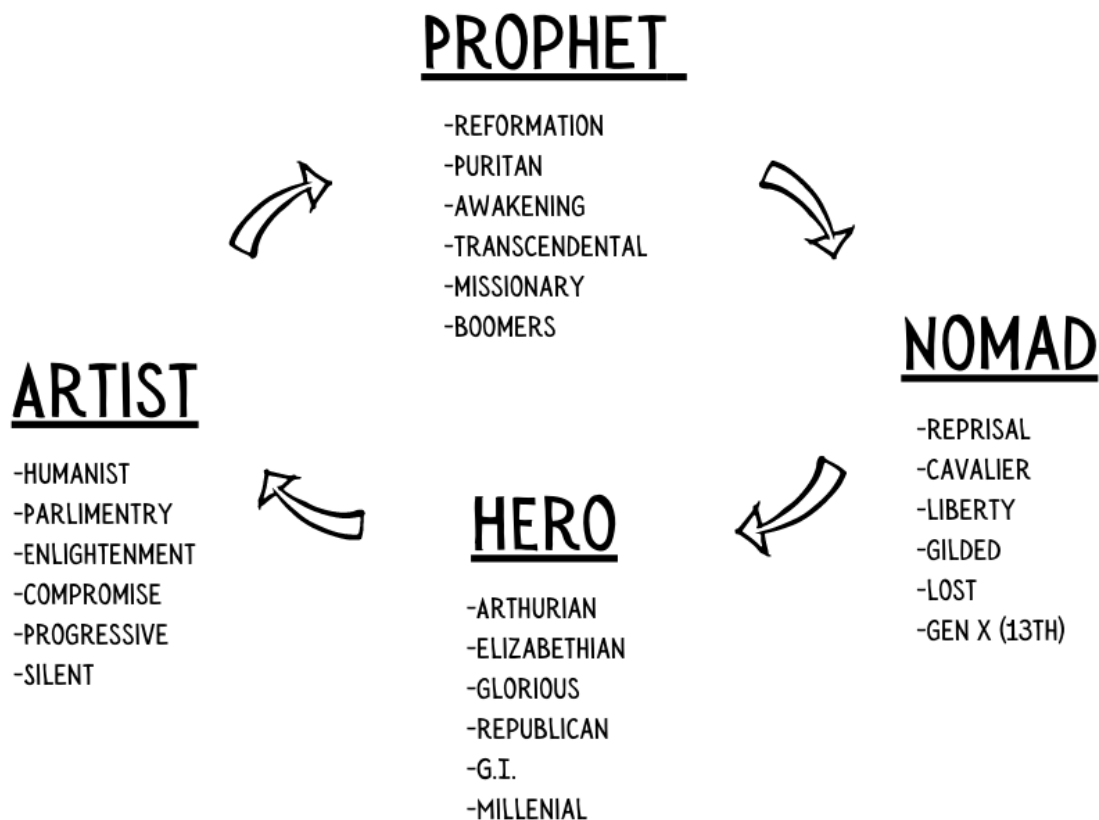 PROPHET
-REFORMATION
-PURITAN
-AWAKENING
-TRANSCENDENTAL
-MISSIONARY
-BOOMERS
NOMAD
-REPRISAL
-CAVALIER
-LIBERTY
-GILDED
-LOST
-GEN X (13TH)
HERO
-ARTHURIAN
-ELIZABETHIAN
-GLORIOUS
-REPUBLICAN
-G.I.
-MILLENIAL
ARTIST
-HUMANIST
-PARLIMENTRY
-ENLIGHTENMENT
-COMPROMISE
-PROGRESSIVE
-SILENT